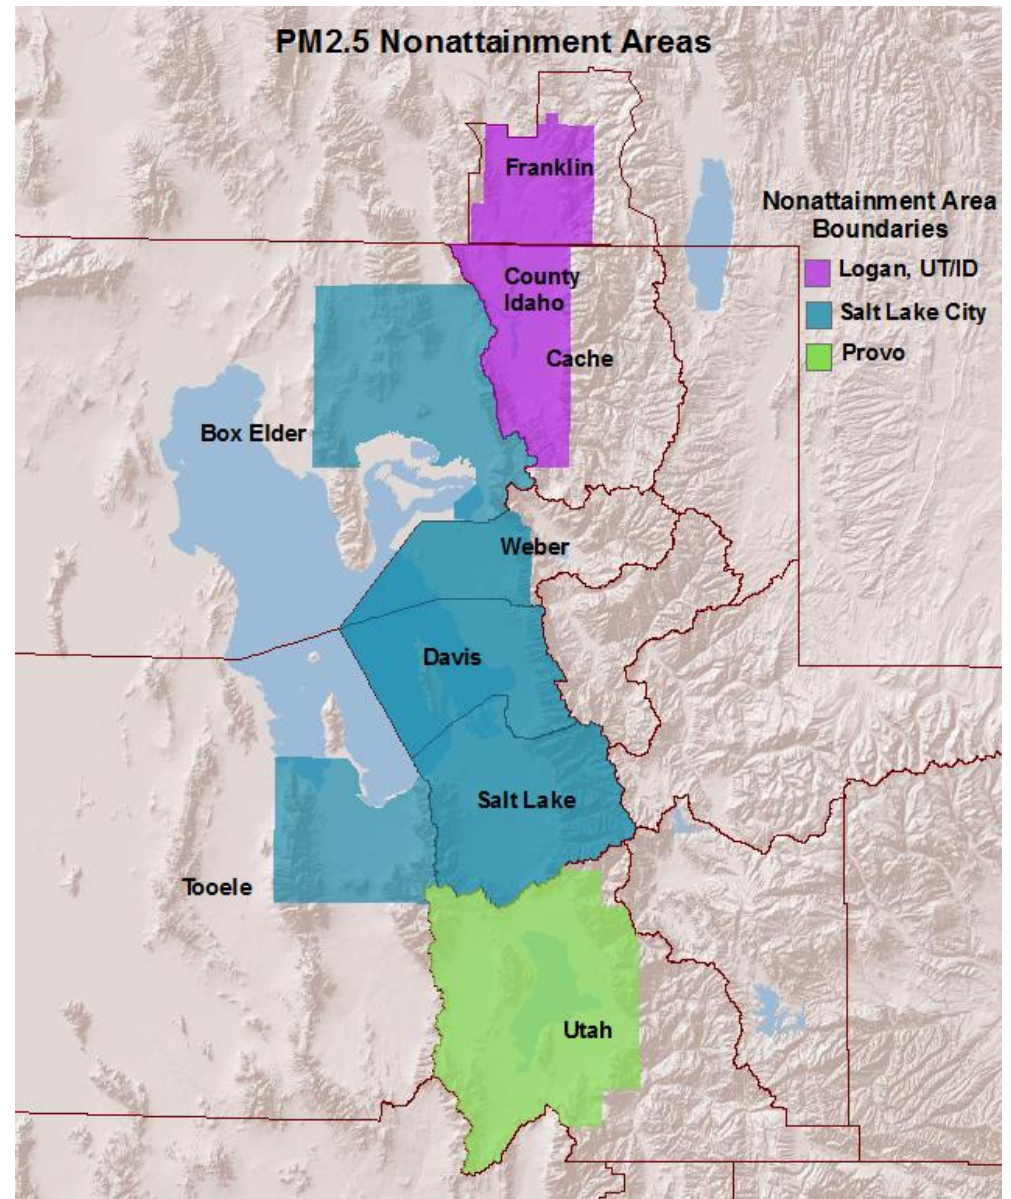 PM2.5 Nonattainment Areas
Franklin
Nonattainment Area
Boundaries
Logan, UT/ID
Salt Lake City
Provo
County
Idaho
Cache
Box Elder
Weber
Davis
Salt Lake
Tooele
Utah